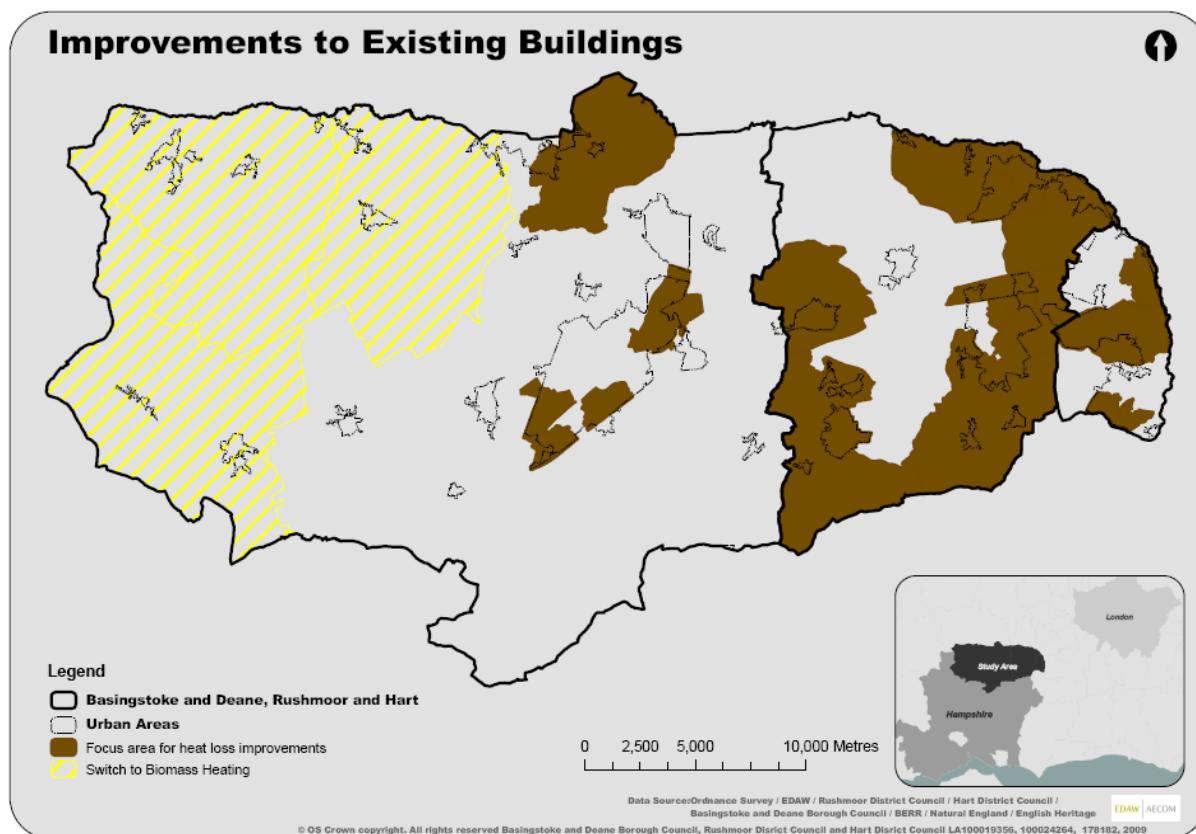 Improvements to Existing Buildings
London
Study Area
Hampshire
Legend
Basingstoke and Deane, Rushmoor and Hart
Urban Areas
Focus area for heat loss improvements
Switch to Biomass Heating
0 2,500 5,000 10,000 Metres
Data Source:Ordnance Survey / EDAW / Rushmoor District Council / Hart District Council /
Basingstoke and Deane Borough Council / BERR / Natural England / English Heritage
EDAW AECOM
© OS Crown copyright. All rights reserved Basingstoke and Deane Borough Council, Rushmoor Disrict Council and Hart District Council LA100019356, 100024264, 178182, 2009